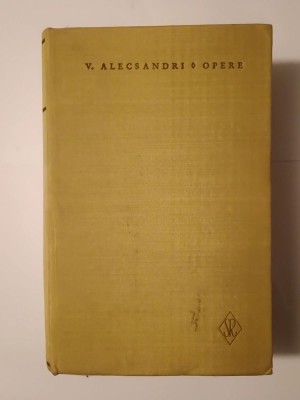 V. ALECSANDRI ◊ OPERE